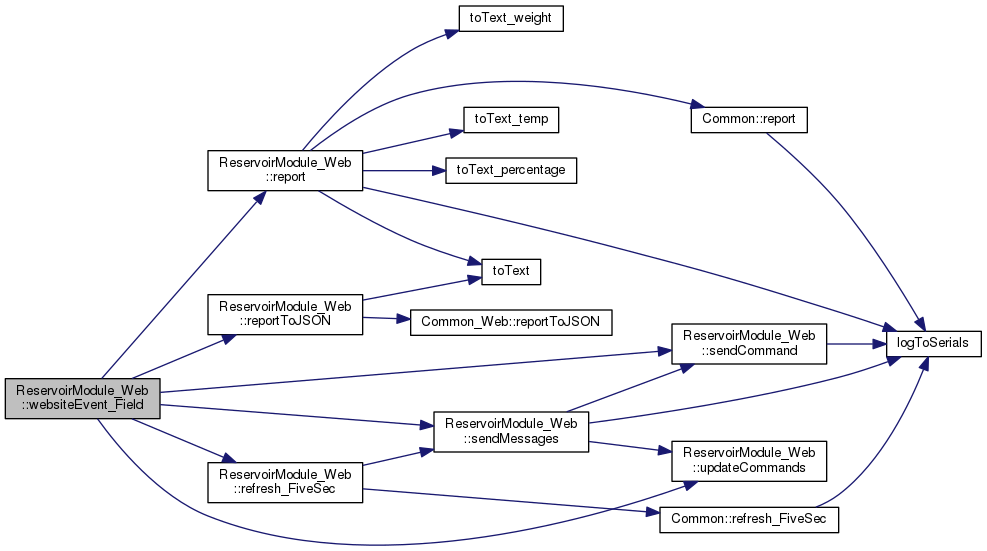 toText_weight
Common::report
toText_temp
ReservoirModule_Web
::report
toText_percentage
toText
ReservoirModule_Web
::reportToJSON
Common_Web::reportToJSON
ReservoirModule_Web
::sendCommand
logToSerials
ReservoirModule_Web
::websiteEvent_Field
ReservoirModule_Web
::sendMessages
ReservoirModule_Web
::updateCommands
ReservoirModule_Web
::refresh_FiveSec
Common::refresh_FiveSec